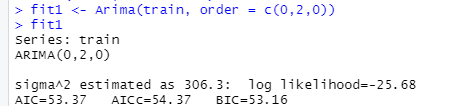 > fit1 <- Arima(train, order = c(0,2,0))
> fit1
Series: train
ARIMA(0,2,0)
sigma^2 estimated as 306.3:  log likelihood=-25.68
AIC=53.37   AICc=54.37   BIC=53.16